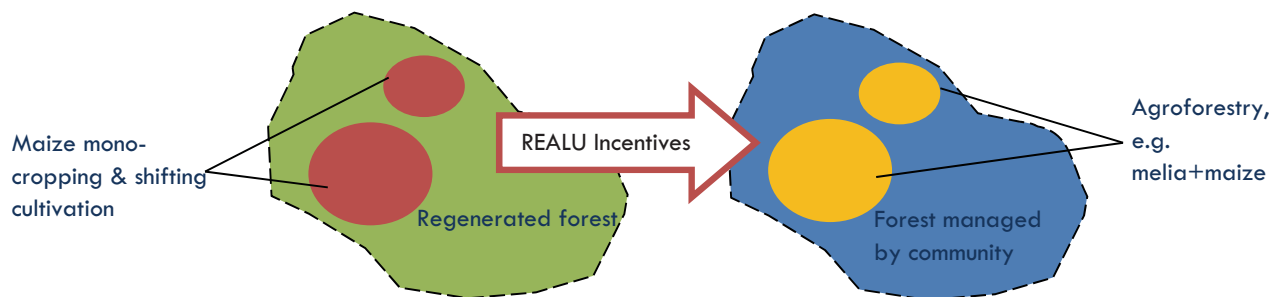 Maize mono-
cropping & shifting
cultivation
Regenerated forest
REALU Incentives
Forest managed
by community
Agroforestry,
e.g.
melia+maize